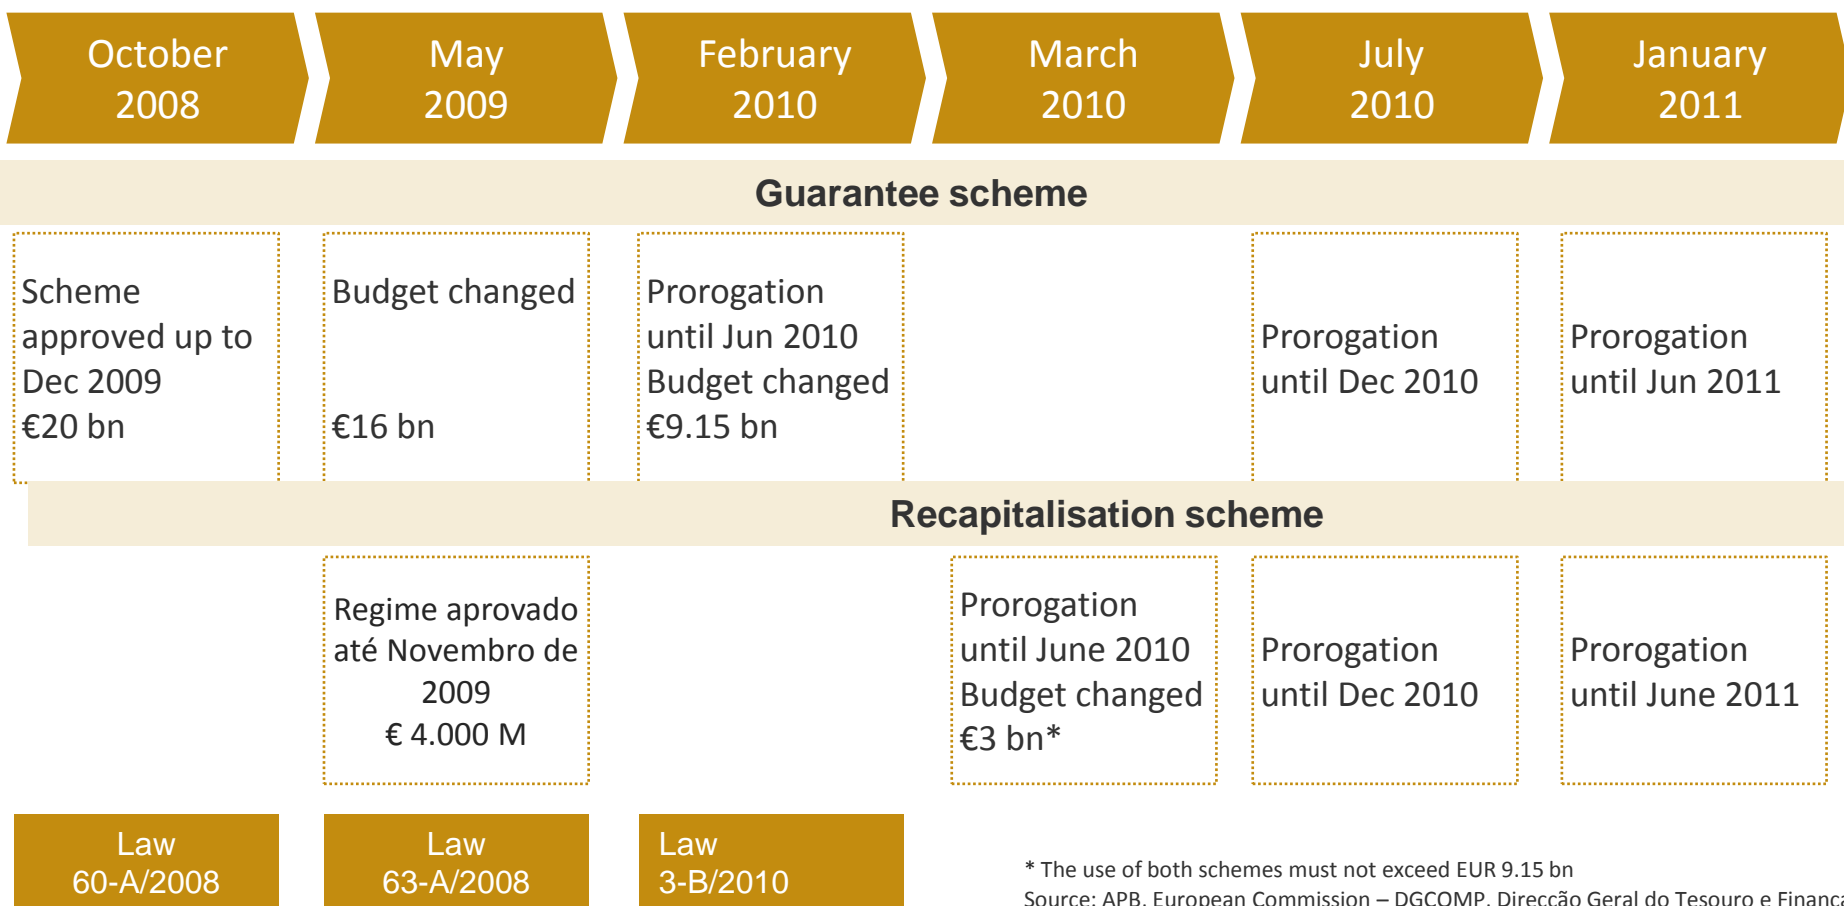 October
2008
May
2009
February
2010
March
2010
July
2010
January
2011
Guarantee scheme
Scheme
approved up to
Dec 2009
€20 bn
Budget changed
€16 bn
Prorogation
until Jun 2010
Budget changed
€9.15 bn
Prorogation
until Dec 2010
Prorogation
until Jun 2011
Recapitalisation scheme
Regime aprovado
até Novembro de
2009
€ 4.000 M
Prorogation
until June 2010
Budget changed
€3 bn*
Prorogation
until Dec 2010
Prorogation
until June 2011
Law
60-A/2008
Law
63-A/2008
Law
3-B/2010
* The use of both schemes must not exceed EUR 9.15 bn
Source: APB, European Commission – DGCOMP, Direcção Geral do Tesouro e